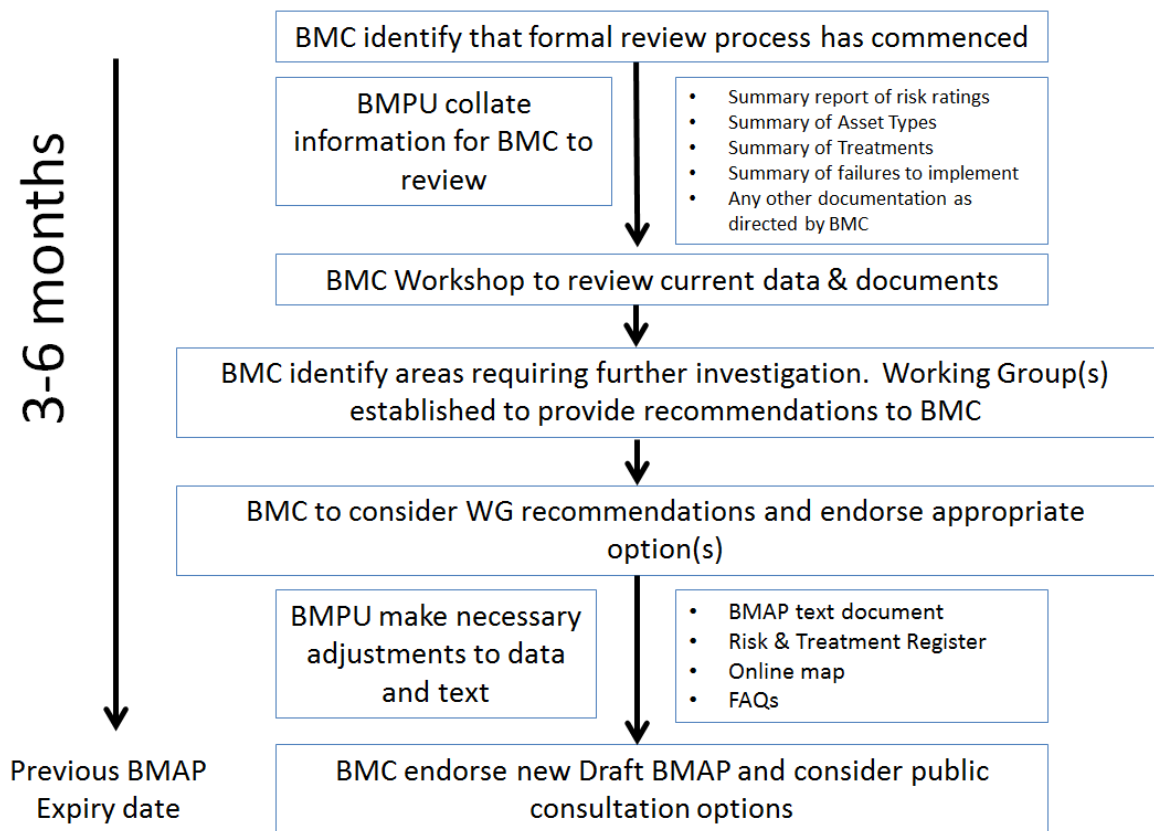 BMC identify that formal review process has commenced
3-6 months
BMPU collate
information for BMC to
review
• Summary report of risk ratings
• Summary of Asset Types
• Summary of Treatments
• Summary of failures to implement
• Any other documentation as
directed by BMC
BMC Workshop to review current data & documents
BMC identify areas requiring further investigation.  Working Group(s)
established to provide recommendations to BMC
BMC to consider WG recommendations and endorse appropriate
option(s)
BMPU make necessary
adjustments to data
and text
• BMAP text document
• Risk & Treatment Register
• Online map
• FAQs
Previous BMAP
Expiry date
BMC endorse new Draft BMAP and consider public
consultation options